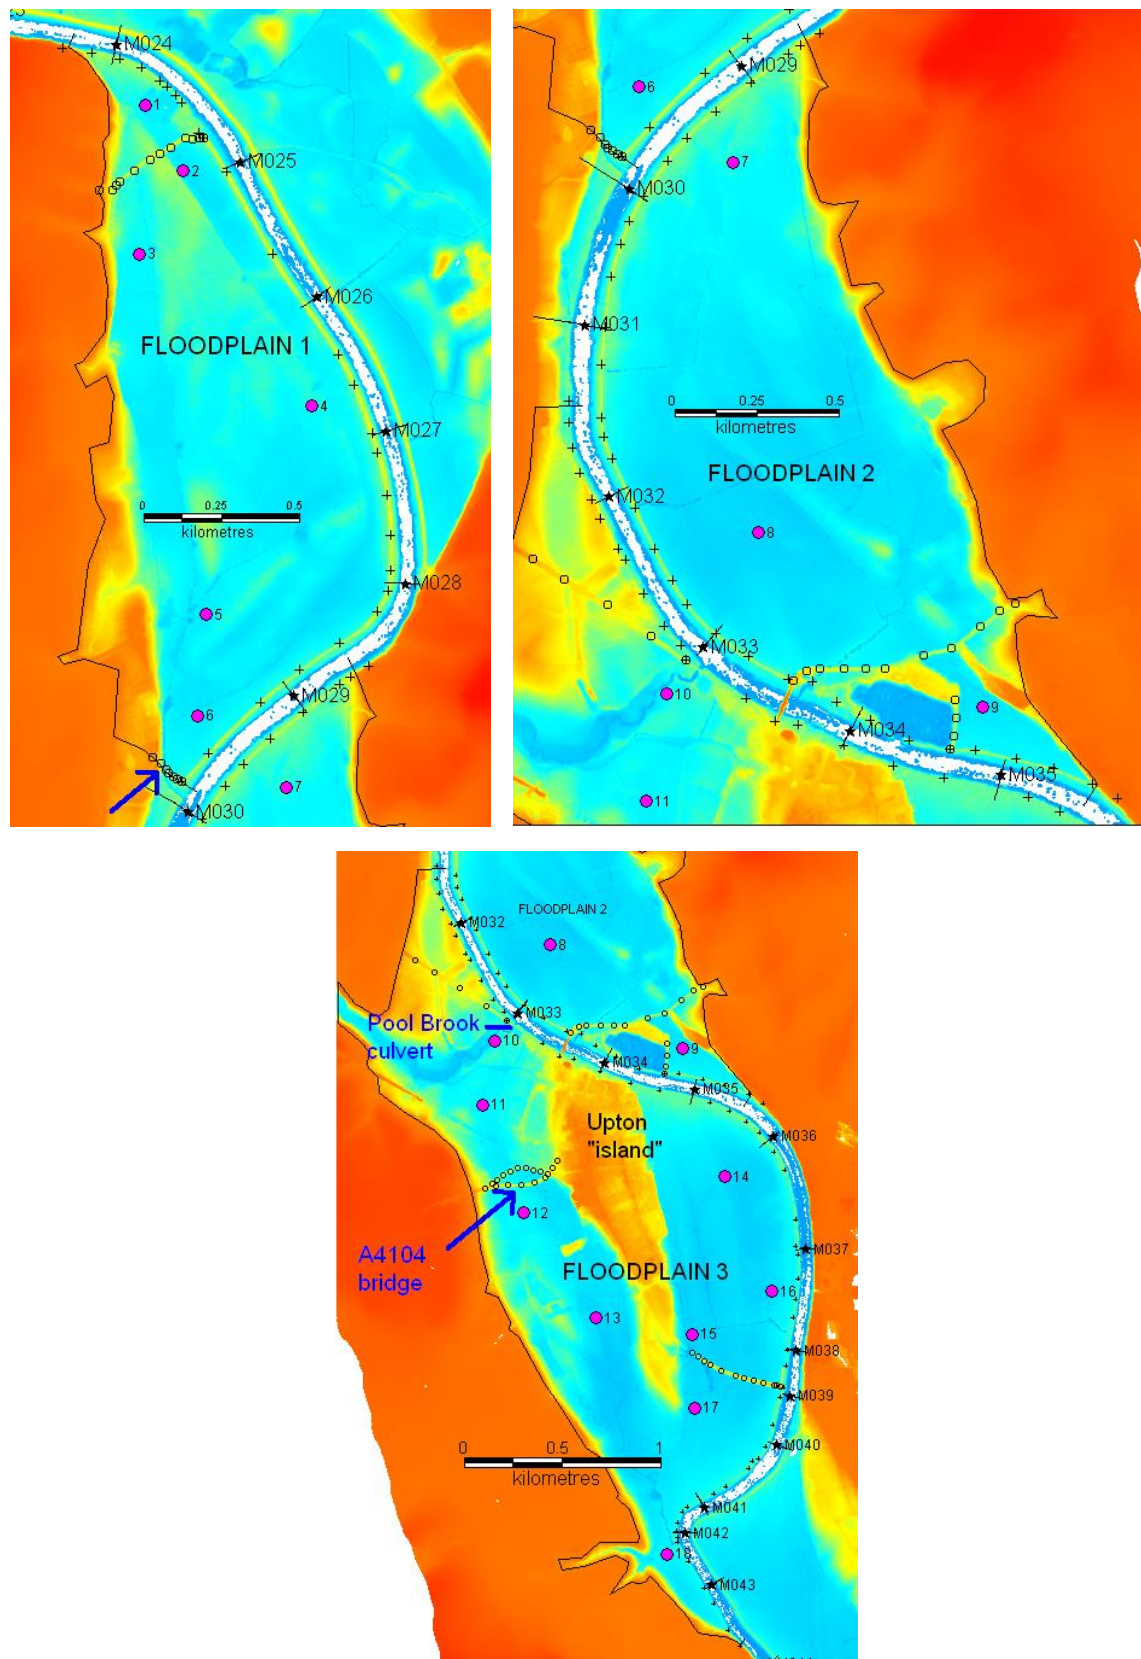 M024
1
M025
2
3
M026
FLOODPLAIN 1
4
M027
0 0.25 0.5
kilometres
M028
5
M029
6
7
M030
M029
6
7
M030
M031
0 0.25 0.5
kilometres
FLOODPLAIN 2
M032
8
M033
10
9
M034
M035
11
M032
FLOODPLAIN 2
8
M033
Pool Brook
culvert
10
9
M034
M035
11
Upton
"island"
M036
14
12
A4104
bridge
M037
FLOODPLAIN 3
16
13
15
M038
M039
17
M040
0 0.5 1
kilometres
M041
M042
18
M043